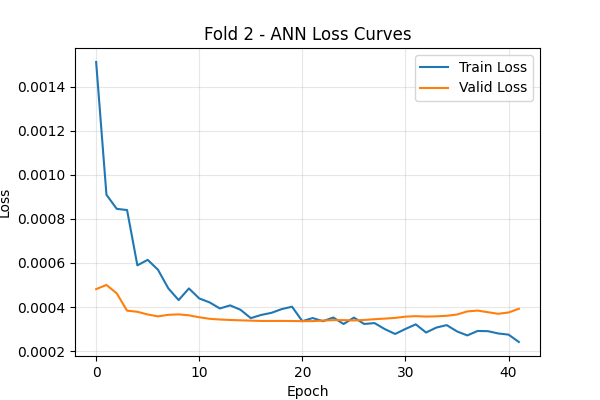 Fold 2 - ANN Loss Curves
Train Loss
Valid Loss
0.0014
0.0012
0.0010
0.0008
0.0006
0.0004
0.0002
Loss
0 10 20 30 40
Epoch